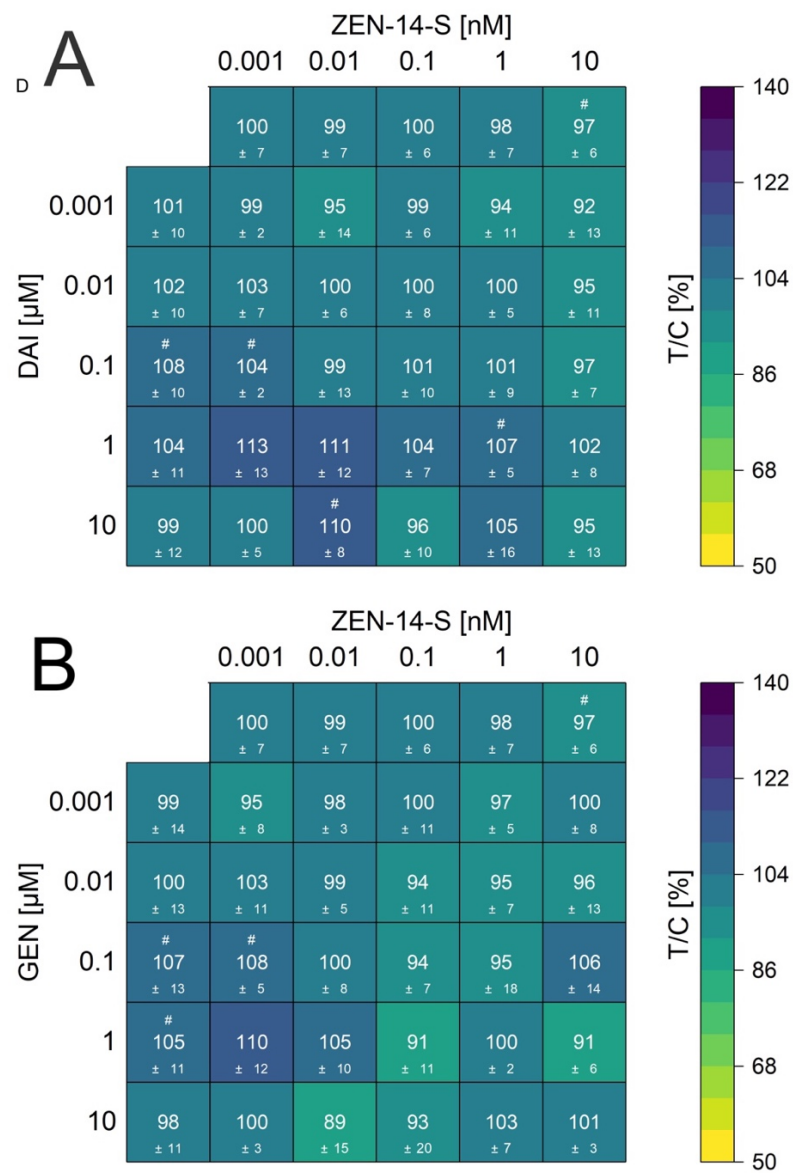 D A
ZEN-14-S [nM]
0.001 0.01 0.1 1 10
#
100 99 100 98 97
± 7 ± 7 ± 6 ± 7 ± 6
0.001 101 99 95 99 94 92
± 10 ± 2 ± 14 ± 6 ± 11 ± 13
0.01 102 103 100 100 100 95
± 10 ± 7 ± 6 ± 8 ± 5 ± 11
# #
0.1 108 104 99 101 101 97
± 10 ± 2 ± 13 ± 10 ± 9 ± 7
#
1 104 113 111 104 107 102
± 11 ± 13 ± 12 ± 7 ± 5 ± 8
#
10 99 100 110 96 105 95
± 12 ± 5 ± 8 ± 10 ± 16 ± 13
DAI [µM]
T/C [%]
140
122
104
86
68
50
B
ZEN-14-S [nM]
0.001 0.01 0.1 1 10
#
100 99 100 98 97
± 7 ± 7 ± 6 ± 7 ± 6
0.001 99 95 98 100 97 100
± 14 ± 8 ± 3 ± 11 ± 5 ± 8
0.01 100 103 99 94 95 96
± 13 ± 11 ± 5 ± 11 ± 7 ± 13
# #
0.1 107 108 100 94 95 106
± 13 ± 5 ± 8 ± 7 ± 18 ± 14
#
1 105 110 105 91 100 91
± 11 ± 12 ± 10 ± 11 ± 2 ± 6
10 98 100 89 93 103 101
± 11 ± 3 ± 15 ± 20 ± 7 ± 3
GEN [µM]
T/C [%]
140
122
104
86
68
50